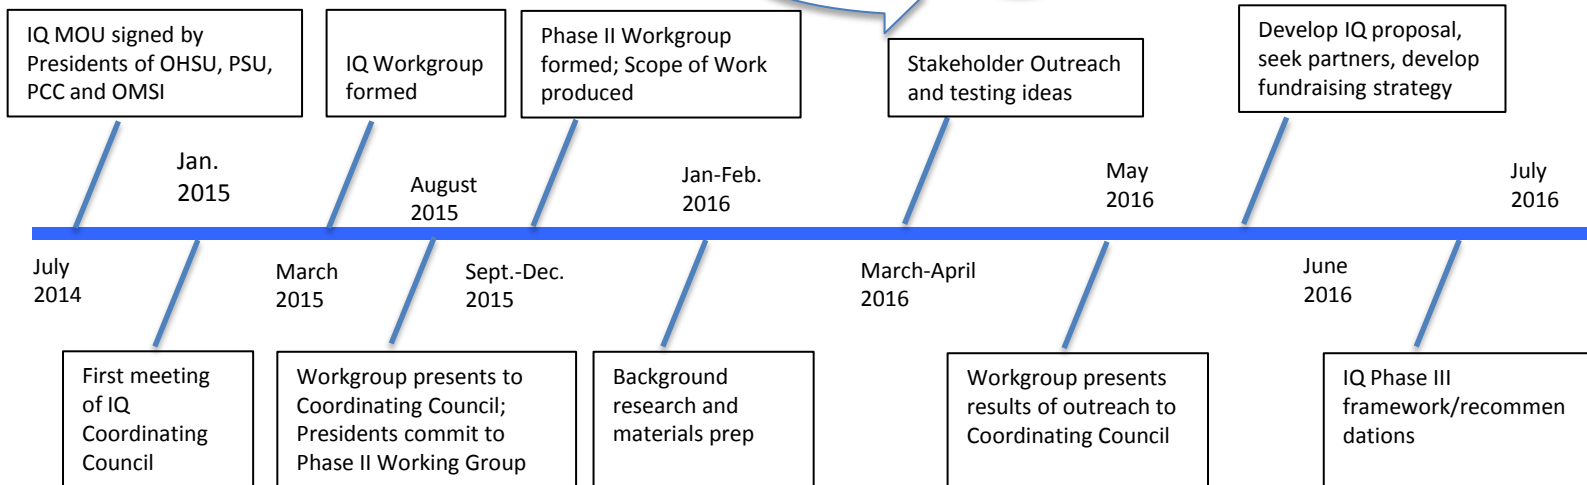 IQ MOU signed by
Presidents of OHSU, PSU,
PCC and OMSI
IQ Workgroup
formed
Phase II Workgroup
formed; Scope of Work
produced
Stakeholder Outreach
and testing ideas
Develop IQ proposal,
seek partners, develop
fundraising strategy
Jan.
2015
August
2015
Jan-Feb.
2016
May
2016
July
2016
July
2014
March
2015
Sept.-Dec.
2015
March-April
2016
June
2016
First meeting
of IQ
Coordinating
Council
Workgroup presents to
Coordinating Council;
Presidents commit to
Phase II Working Group
Background
research and
materials prep
Workgroup presents
results of outreach to
Coordinating Council
IQ Phase III
framework/recommen
dations